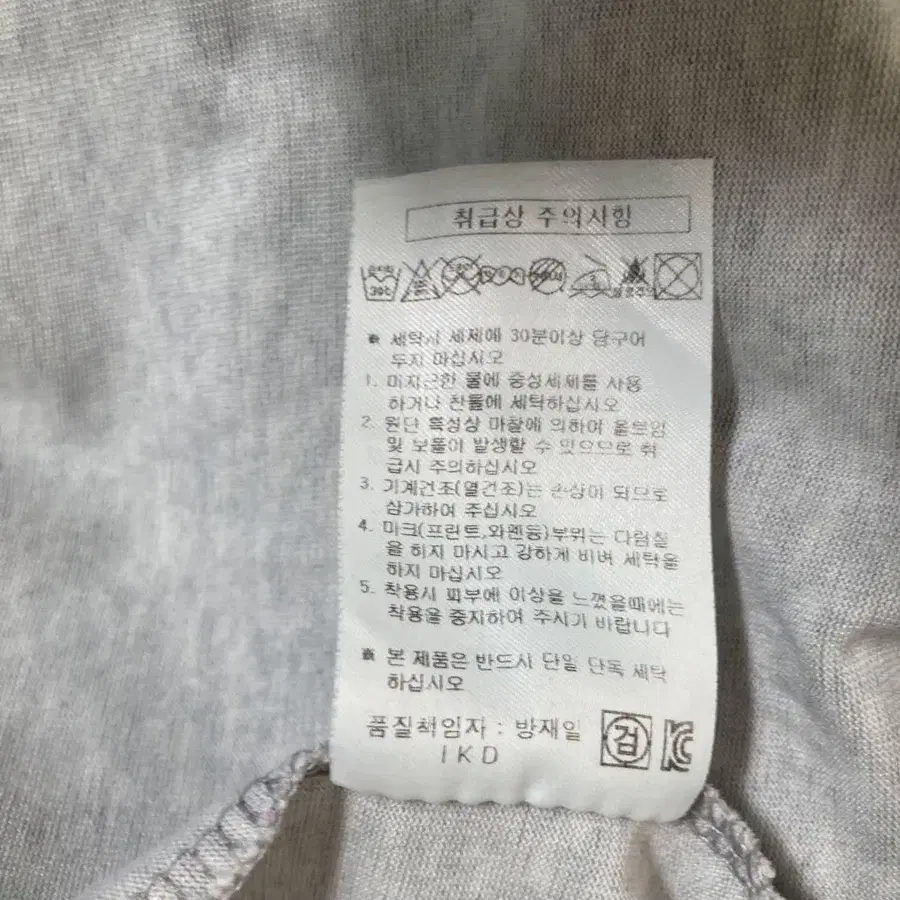 취급상 주의사항
30℃
※ 세탁시 세제에 30분이상 담구어
두지 마십시오
1. 미지근한 물에 중성세제를 사용
하거나 찬물에 세탁하십시오
2. 원단 특성상 마찰에 의하여 올트임
및 보풀이 발생할 수 있으므로 취
급시 주의하십시오
3. 기계건조(열건조)는 손상이 되므로
삼가하여 주십시오
4. 마크(프린트,와펜등)부위는 다림질
을 하지 마시고 강하게 비벼 세탁을
하지 마십시오
5. 착용시 피부에 이상을 느꼈을때에는
착용을 중지하여 주시기 바랍니다
※ 본 제품은 반드시 단일 단독 세탁
하십시오
품질책임자 : 방재일
IKD
검